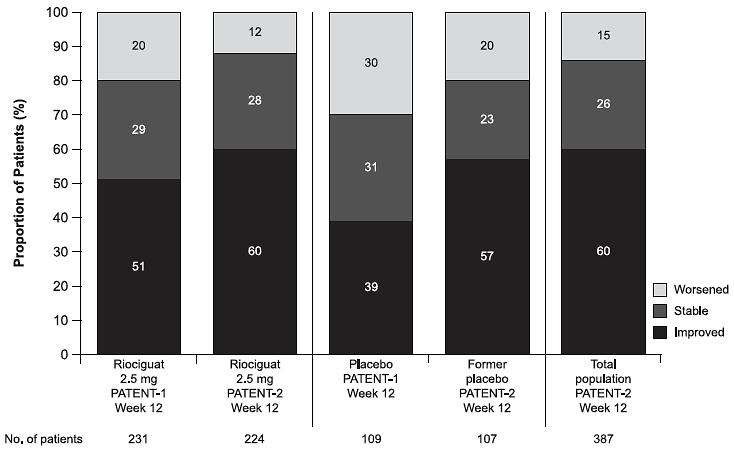 Proportion of Patients (%)
100
90
80
70
60
50
40
30
20
10
0
20
29
51
12
28
60
30
31
39
20
23
57
15
26
60
Worsened
Stable
Improved
Riociguat
2.5 mg
PATENT-1
Week 12
Riociguat
2.5 mg
PATENT-2
Week 12
Placebo
PATENT-1
Week 12
Former
placebo
PATENT-2
Week 12
Total
population
PATENT-2
Week 12
No. of patients 231 224 109 107 387